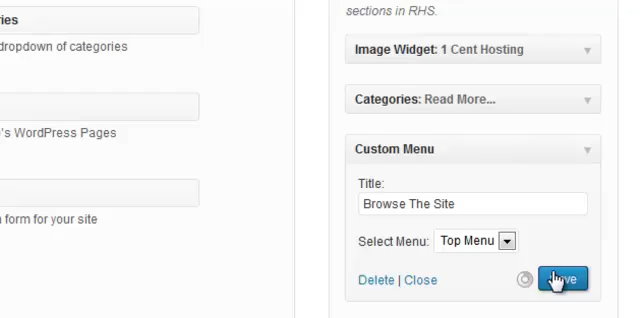 sections in RHS.
ries
dropdown of categories
Image Widget: 1 Cent Hosting
Categories: Read More...
's WordPress Pages
Custom Menu
Title:
Browse The Site
form for your site
Select Menu: Top Menu
Delete | Close